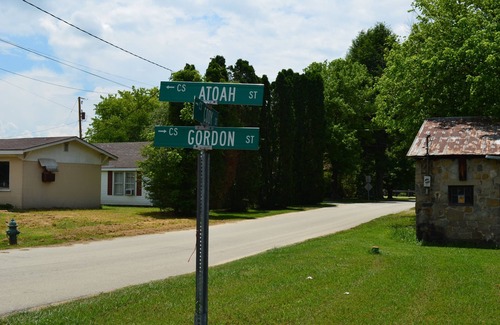 ← CS ATOAH ST
→ CS GORDON ST